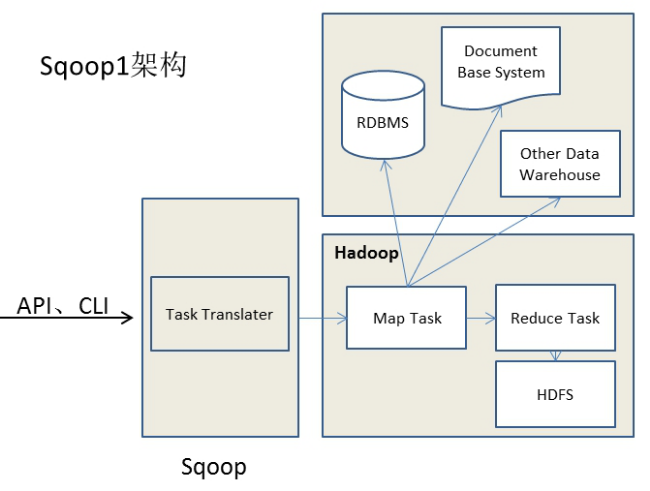 Sqoop1架构
Document
Base System
RDBMS
Other Data
Warehouse
Hadoop
API、CLI
Task Translater
Map Task
Reduce Task
HDFS
Sqoop